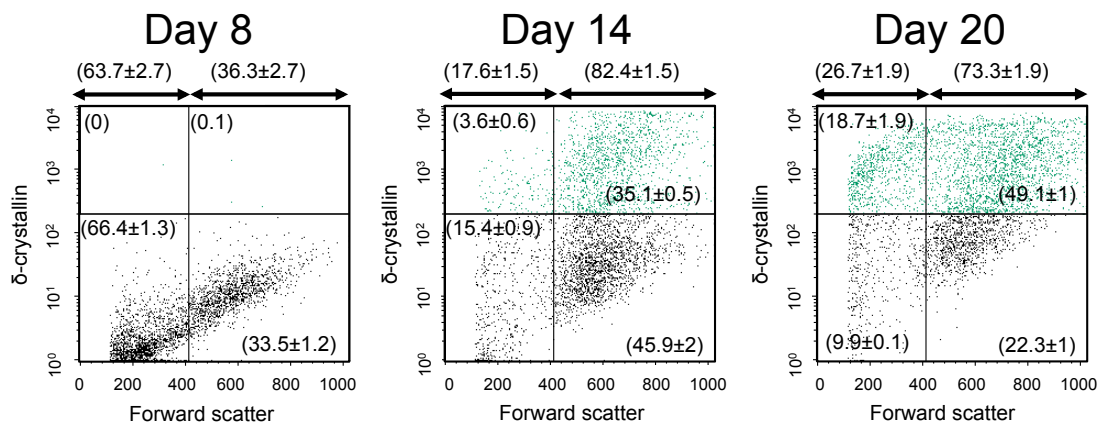 Day 8
Day 14
Day 20
(63.7±2.7) (36.3±2.7)
(17.6±1.5) (82.4±1.5)
(26.7±1.9) (73.3±1.9)
δ-crystallin
10⁴
10³
10²
10¹
10⁰
(0) (0.1)
(66.4±1.3)
(33.5±1.2)
0 200 400 600 800 1000
Forward scatter
δ-crystallin
10⁴
10³
10²
10¹
10⁰
(3.6±0.6)
(35.1±0.5)
(15.4±0.9)
(45.9±2)
0 200 400 600 800 1000
Forward scatter
δ-crystallin
10⁴
10³
10²
10¹
10⁰
(18.7±1.9)
(49.1±1)
(9.9±0.1) (22.3±1)
0 200 400 600 800 1000
Forward scatter